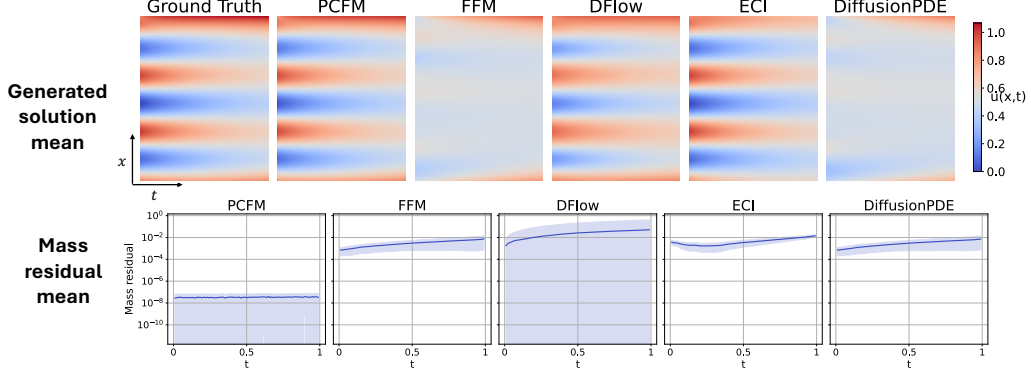 Ground Truth PCFM FFM DFlow ECI DiffusionPDE
Generated
solution
mean
x
t
1.0
0.8
0.6
0.4
0.2
0.0
u(x,t)
PCFM FFM DFlow ECI DiffusionPDE
Mass
residual
mean
Mass residual
10⁰
10⁻²
10⁻⁴
10⁻⁶
10⁻⁸
10⁻¹⁰
0 0.5 1 0 0.5 1 0 0.5 1 0 0.5 1 0 0.5 1
t t t t t